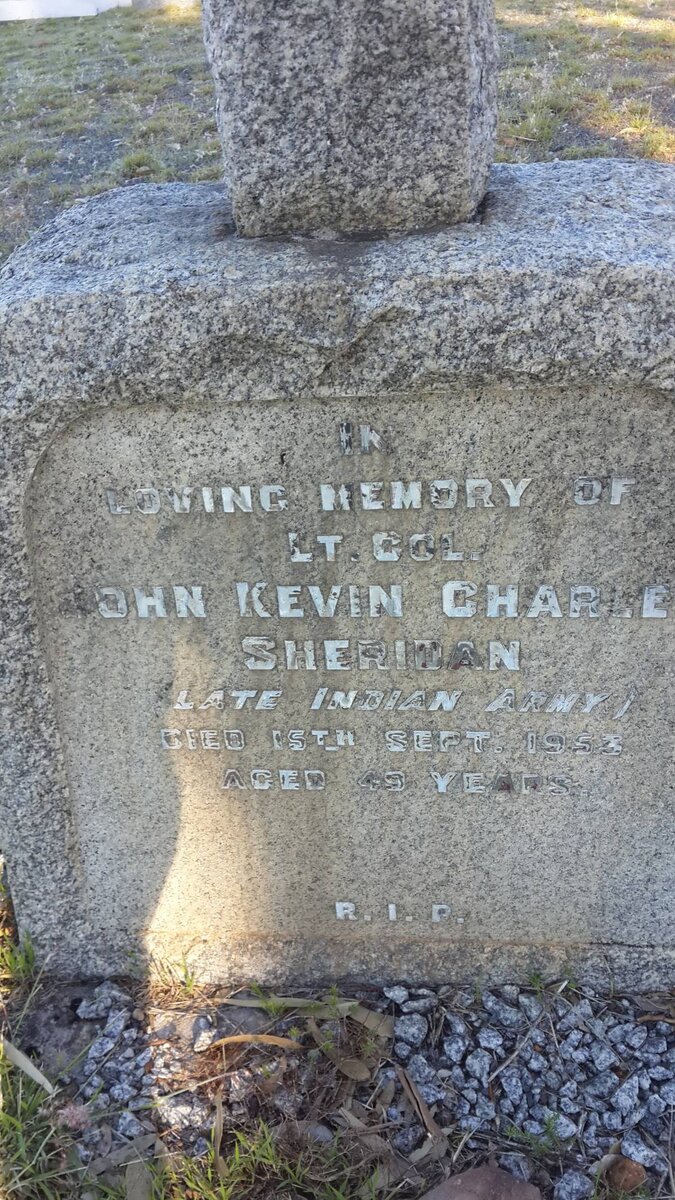 IN
LOVING MEMORY OF
LT. COL.
JOHN KEVIN CHARLE
SHERIDAN
LATE INDIAN ARMY)
DIED 15TH SEPT. 1953
AGED 49 YEARS.
R. I. P.